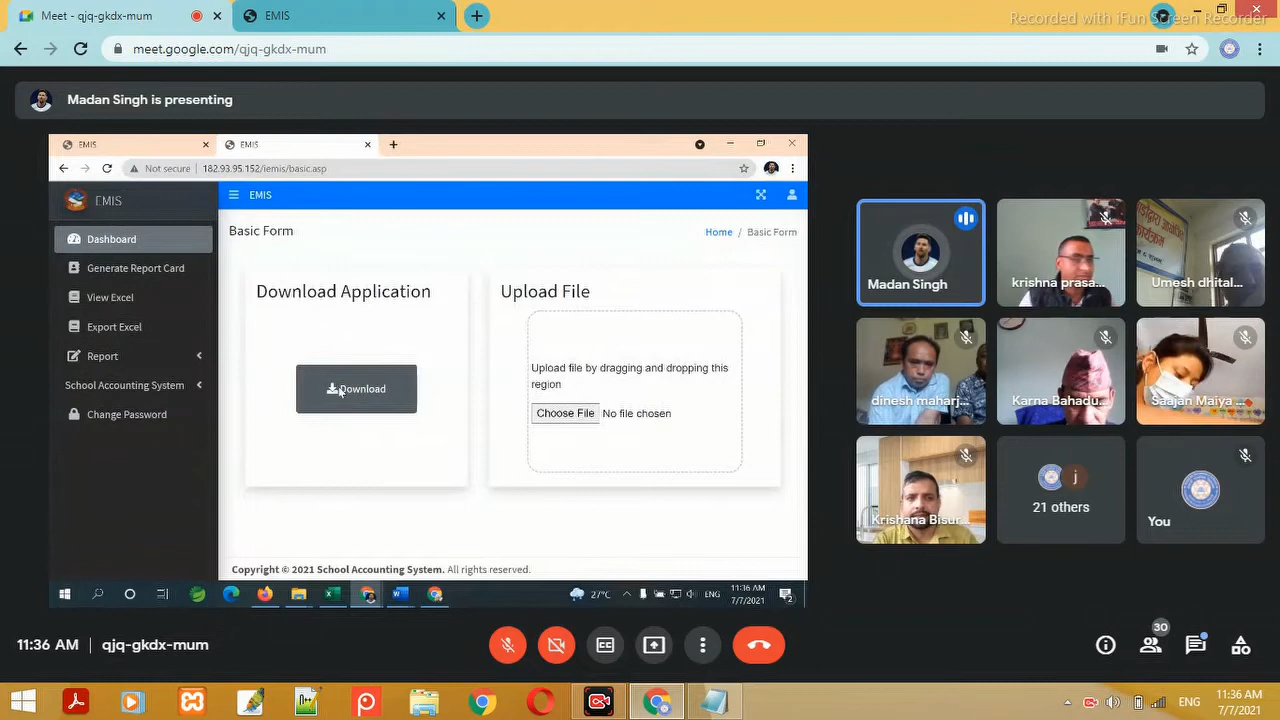 Meet - qjq-gkdx-mum
EMIS
Recorded with iFun Screen Recorder
meet.google.com/qjq-gkdx-mum
Madan Singh is presenting
EMIS
EMIS
Not secure
182.93.95.152/iemis/basic.asp
EMIS
EMIS
Dashboard
Generate Report Card
View Excel
Export Excel
Report
School Accounting System
Change Password
Basic Form
Home / Basic Form
Download Application
Download
Upload File
Upload file by dragging and dropping this
region
Choose File No file chosen
Copyright © 2021 School Accounting System. All rights reserved.
27°C
ENG
11:36 AM
7/7/2021
2
Madan Singh
krishna prasa...
Umesh dhital...
dinesh maharj...
Karna Bahadu...
Saajan Maiya ...
Krishana Bisur...
j
21 others
You
11:36 AM | qjq-gkdx-mum
CC
30
ENG
11:36 AM
7/7/2021